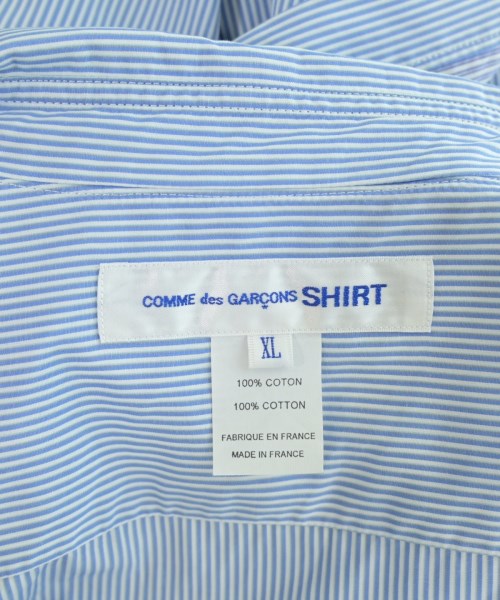 COMME des GARÇONS SHIRT
XL
100% COTON
100% COTTON
FABRIQUE EN FRANCE
MADE IN FRANCE